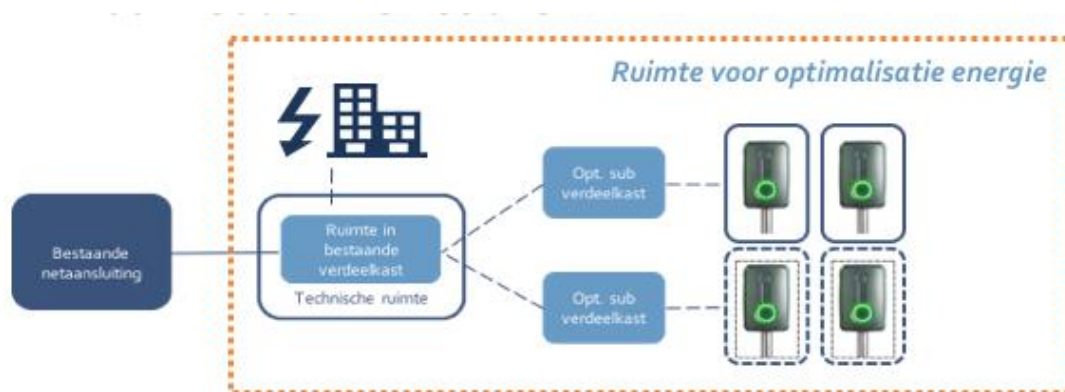 Ruimte voor optimalisatie energie
Opt. sub
verdeelkast
Bestaande
netaansluiting
Ruimte in
bestaande
verdeelkast
Technische ruimte
Opt. sub
verdeelkast